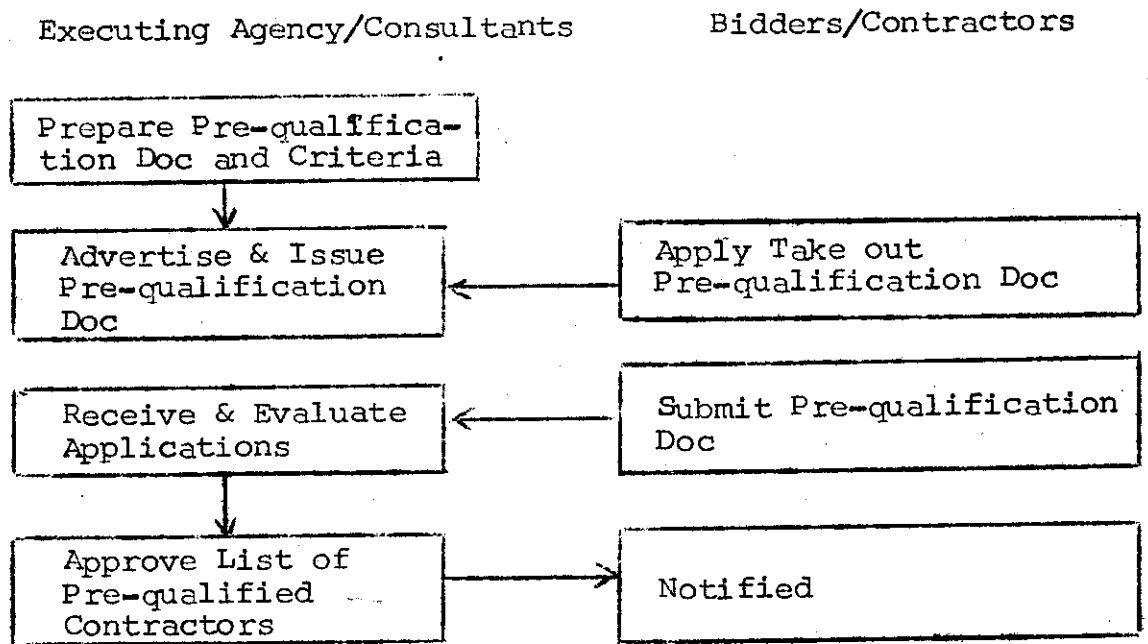 Executing Agency/Consultants
Bidders/Contractors
Prepare Pre-qualifica-
tion Doc and Criteria
Advertise & Issue
Pre-qualification
Doc
Apply Take out
Pre-qualification Doc
Receive & Evaluate
Applications
Submit Pre-qualification
Doc
Approve List of
Pre-qualified
Contractors
Notified